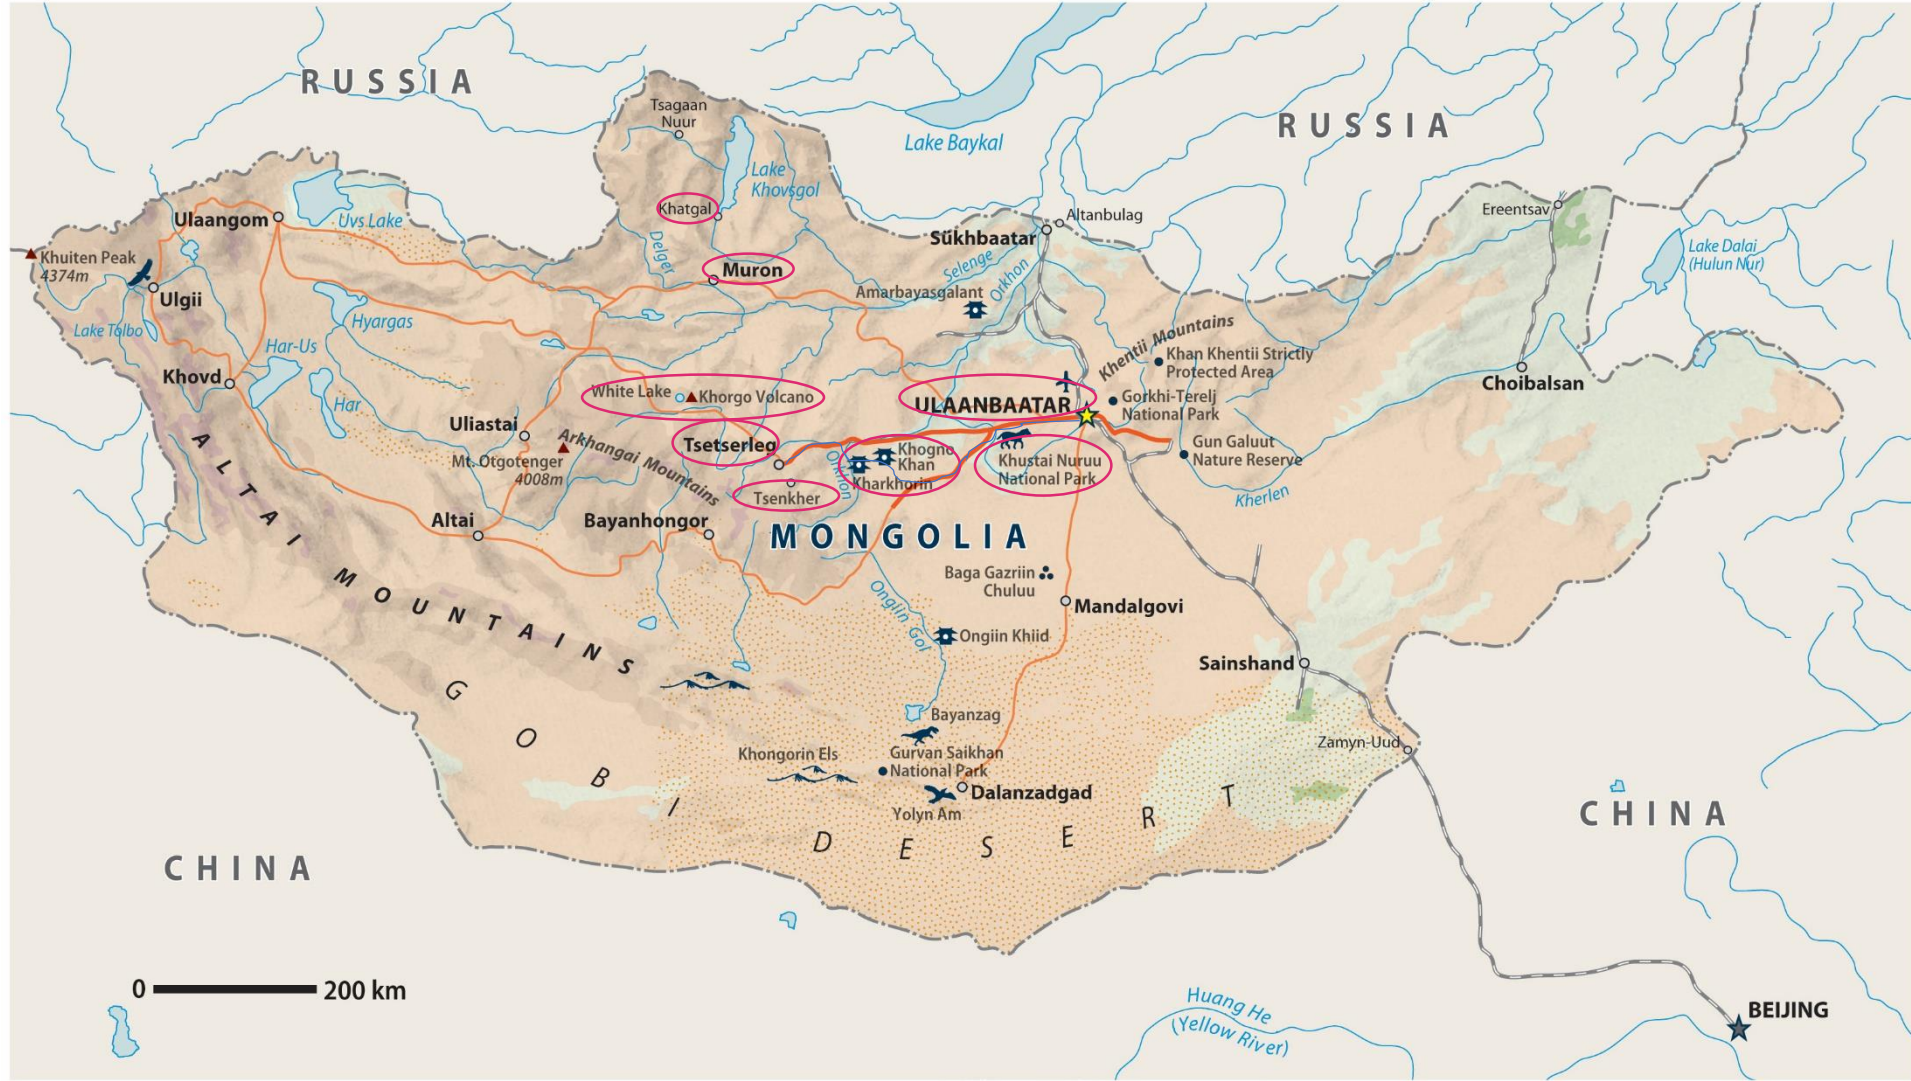 RUSSIA
Tsagaan
Nuur
Lake Baykal
RUSSIA
Lake
Khovsgol
Khatgal
Altanbulag
Ereentsav
Ulaangom
Uvs Lake
Sükhbaatar
Delger
Selenge
Orkhon
Lake Dalai
(Hulun Nur)
Khuiten Peak
4374m
Muron
Ulgii
Amarbayasgalant
Lake Tolbo
Hyargas
Har-Us
Khentii Mountains
Khan Khentii Strictly
Protected Area
Khovd
Har
White Lake
Khorgo Volcano
ULAANBAATAR
Gorkhi-Terelj
National Park
Choibalsan
Uliastai
Arkhangai Mountains
Tsetserleg
Mt. Otgotenger
4008m
Orkhon
Khogno
Khan
Kharkhorin
Khustai Nuruu
National Park
Gun Galuut
Nature Reserve
Kherlen
Tsenkher
Altai
Bayanhongor
MONGOLIA
ALTAI MOUNTAINS
Baga Gazriin
Chuluu
Mandalgovi
Ongiin Gol
Ongiin Khiid
Sainshand
GOBI DESERT
Bayanzag
Khongorin Els
Gurvan Saikhan
National Park
Zamyn-Uud
Dalanzadgad
Yolyn Am
CHINA
CHINA
0 200 km
Huang He
(Yellow River)
BEIJING